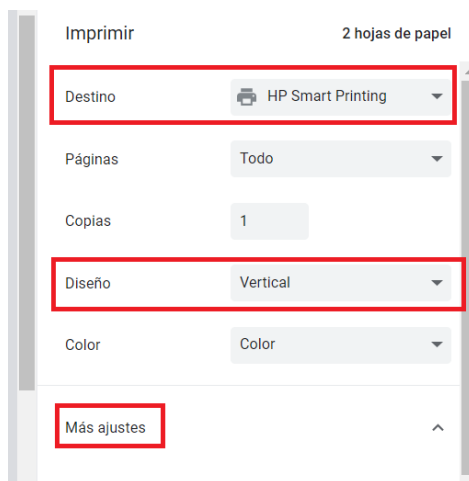 Imprimir 2 hojas de papel
Destino HP Smart Printing
Páginas Todo
Copias 1
Diseño Vertical
Color Color
Más ajustes